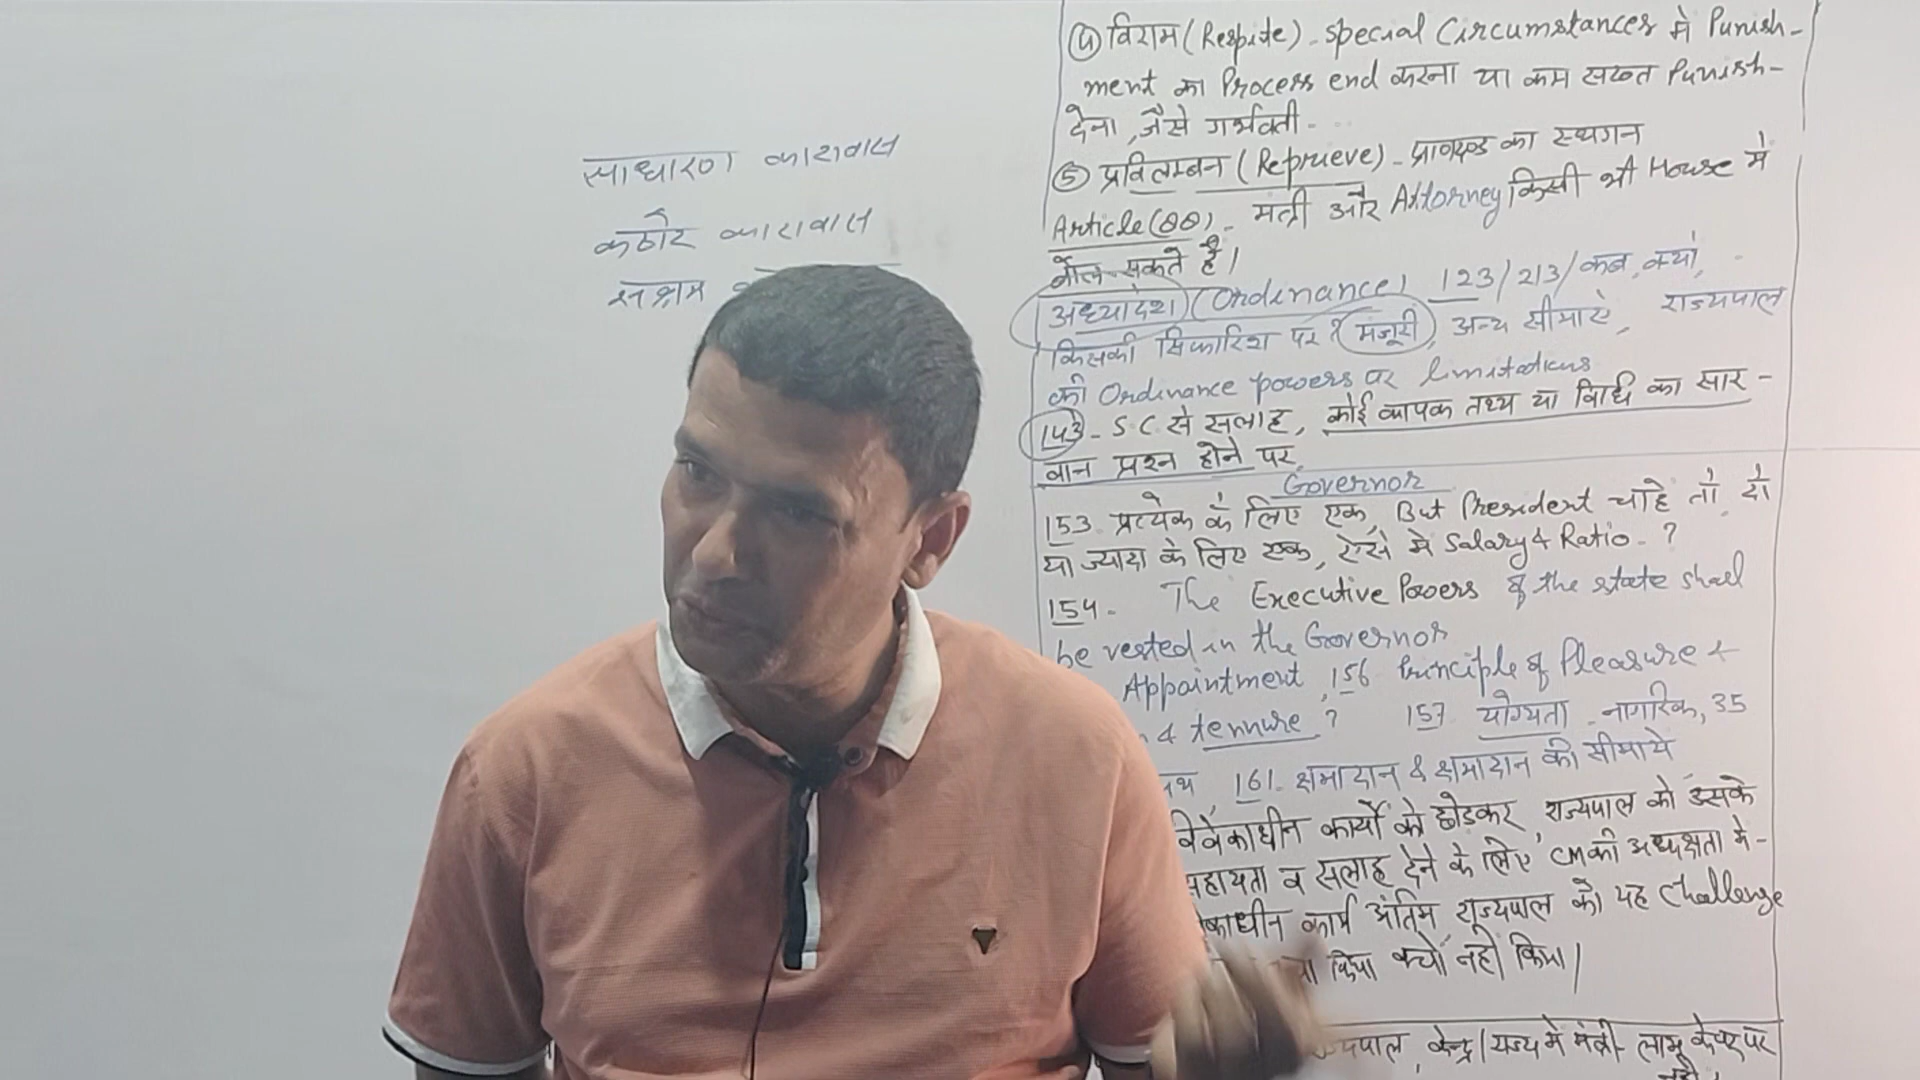 साधारण कारावास
कठोर कारावास
सश्रम
④ विराम (Respite) - Special Circumstances मे Punish-
ment का Process end करना या कम सख्त Punish-
देना, जैसे गर्भवती -
⑤ प्रविलम्बन (Reprieve) - प्राणदण्ड का स्थगन
Article (88) - मंत्री और Attorney किसी भी House मे
बोल सकते है।
अध्यादेश (Ordinance) 123/213/ कब, क्यों,
किसकी सिफारिश पर ? मंजूरी, अन्य सीमाएं, राज्यपाल
की Ordinance powers पर limitations
143 - S.C. से सलाह, कोई व्यापक तथ्य या विधि का सार-
वान प्रश्न होने पर
Governor
153. प्रत्येक के लिए एक, But President चाहे तो दो
या ज्यादा के लिए एक, ऐसे मे Salary & Ratio - ?
154 - The Executive Powers of the state shall
be vested in the Governor
Appointment, 156 Principle of Pleasure +
& tennure ? 157 योग्यता - नागरिक, 35
161. क्षमादान & क्षमादान की सीमाये
विवेकाधीन कार्यों को छोडकर, राज्यपाल को उसके
सहायता व सलाह देने के लिए CM की अध्यक्षता मे -
काधीन कार्य अंतिम, राज्यपाल को यह Challenge
किया क्यों नही किया।
ज्यपाल, केन्द्र/राज्य मे मंत्री - लाभ के पद पर
नही।